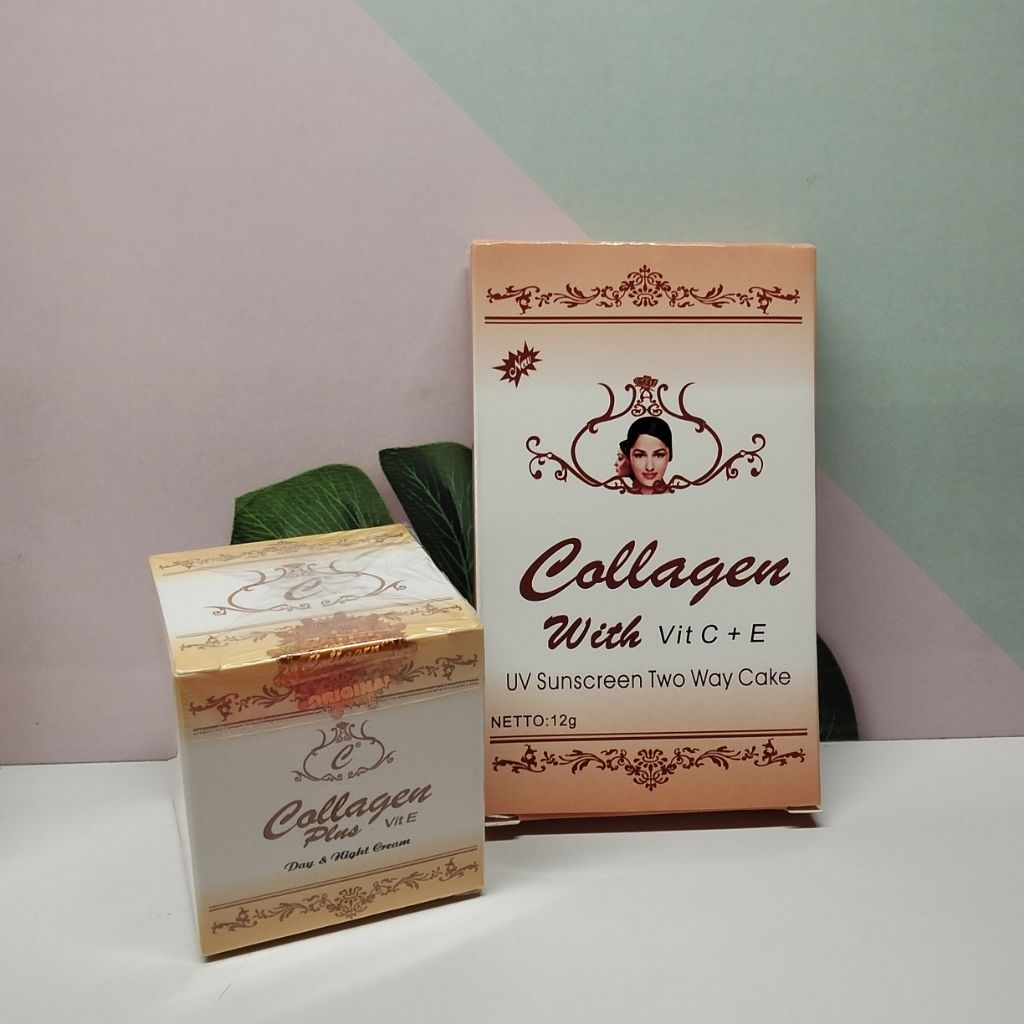 New
Collagen
With Vit C + E
UV Sunscreen Two Way Cake
NETTO:12g
C
ORIGINAL
C
Collagen
Plus Vit E
Day & Night Cream